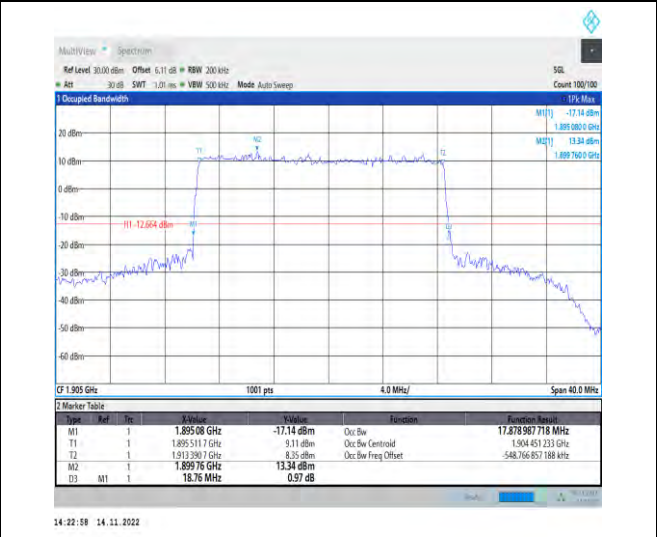 MultiView Spectrum
Ref Level 30.00 dBm Offset 6.11 dB RBW 200 kHz SGL
Att 30 dB SWT 1.01 ms VBW 500 kHz Mode Auto Sweep Count 100/100
1 Occupied Bandwidth 1Pk Max
M1[1] -17.14 dBm
1.895 080 0 GHz
M2[1] 13.34 dBm
1.899 760 0 GHz
20 dBm
M2
T1 T2
10 dBm
0 dBm
-10 dBm
H1 -12.664 dBm M1 D3
-20 dBm
-30 dBm
-40 dBm
-50 dBm
-60 dBm
CF 1.905 GHz 1001 pts 4.0 MHz/ Span 40.0 MHz
2 Marker Table
Type Ref Trc X-Value Y-Value Function Function Result
M1 1 1.895 08 GHz -17.14 dBm Occ Bw 17.878 987 718 MHz
T1 1 1.895 511 7 GHz 9.11 dBm Occ Bw Centroid 1.904 451 233 GHz
T2 1 1.913 390 7 GHz 8.35 dBm Occ Bw Freq Offset -548.766 857 188 kHz
M2 1 1.899 76 GHz 13.34 dBm
D3 M1 1 18.76 MHz 0.97 dB
14:22:58 14.11.2022